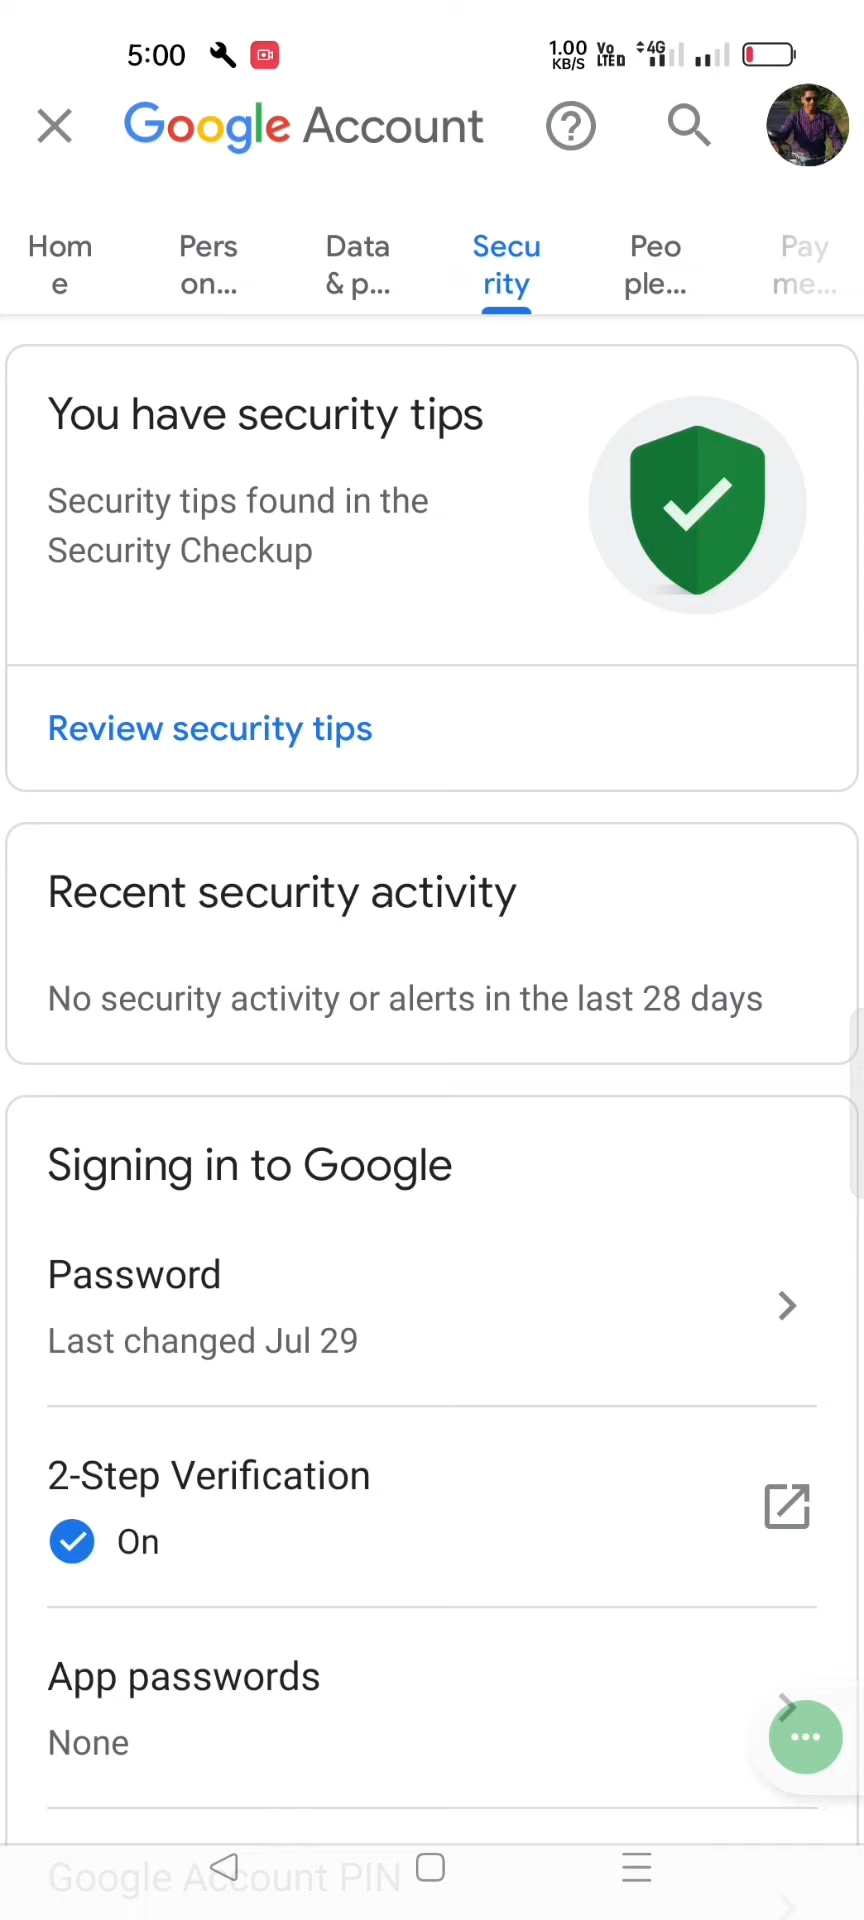 5:00 1.00 KB/S Vo LTE 4G
Google Account
Hom
e
Pers
on...
Data
& p...
Secu
rity
Peo
ple...
Pay
me...
You have security tips
Security tips found in the
Security Checkup
Review security tips
Recent security activity
No security activity or alerts in the last 28 days
Signing in to Google
Password
Last changed Jul 29
2-Step Verification
On
App passwords
None
Google Account PIN